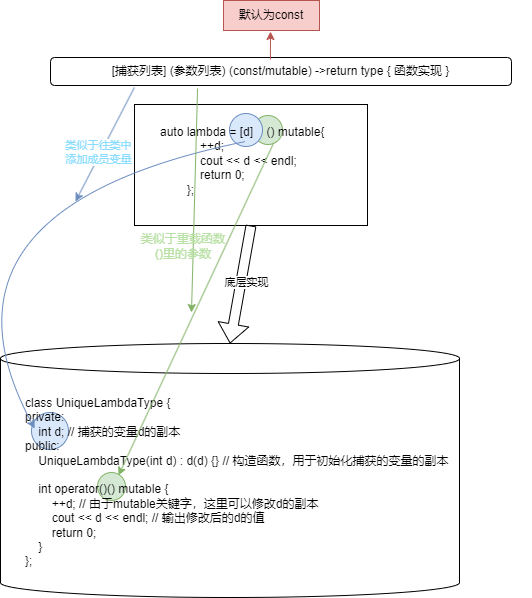 默认为const
[捕获列表] (参数列表) (const/mutable) ->return type { 函数实现 }
auto lambda = [d] () mutable{
++d;
cout << d << endl;
return 0;
};
类似于往类中
添加成员变量
类似于重载函数
()里的参数
底层实现
class UniqueLambdaType {
private:
int d; // 捕获的变量d的副本
public:
UniqueLambdaType(int d) : d(d) {} // 构造函数，用于初始化捕获的变量的副本
int operator()() mutable {
++d; // 由于mutable关键字，这里可以修改d的副本
cout << d << endl; // 输出修改后的d的值
return 0;
}
};